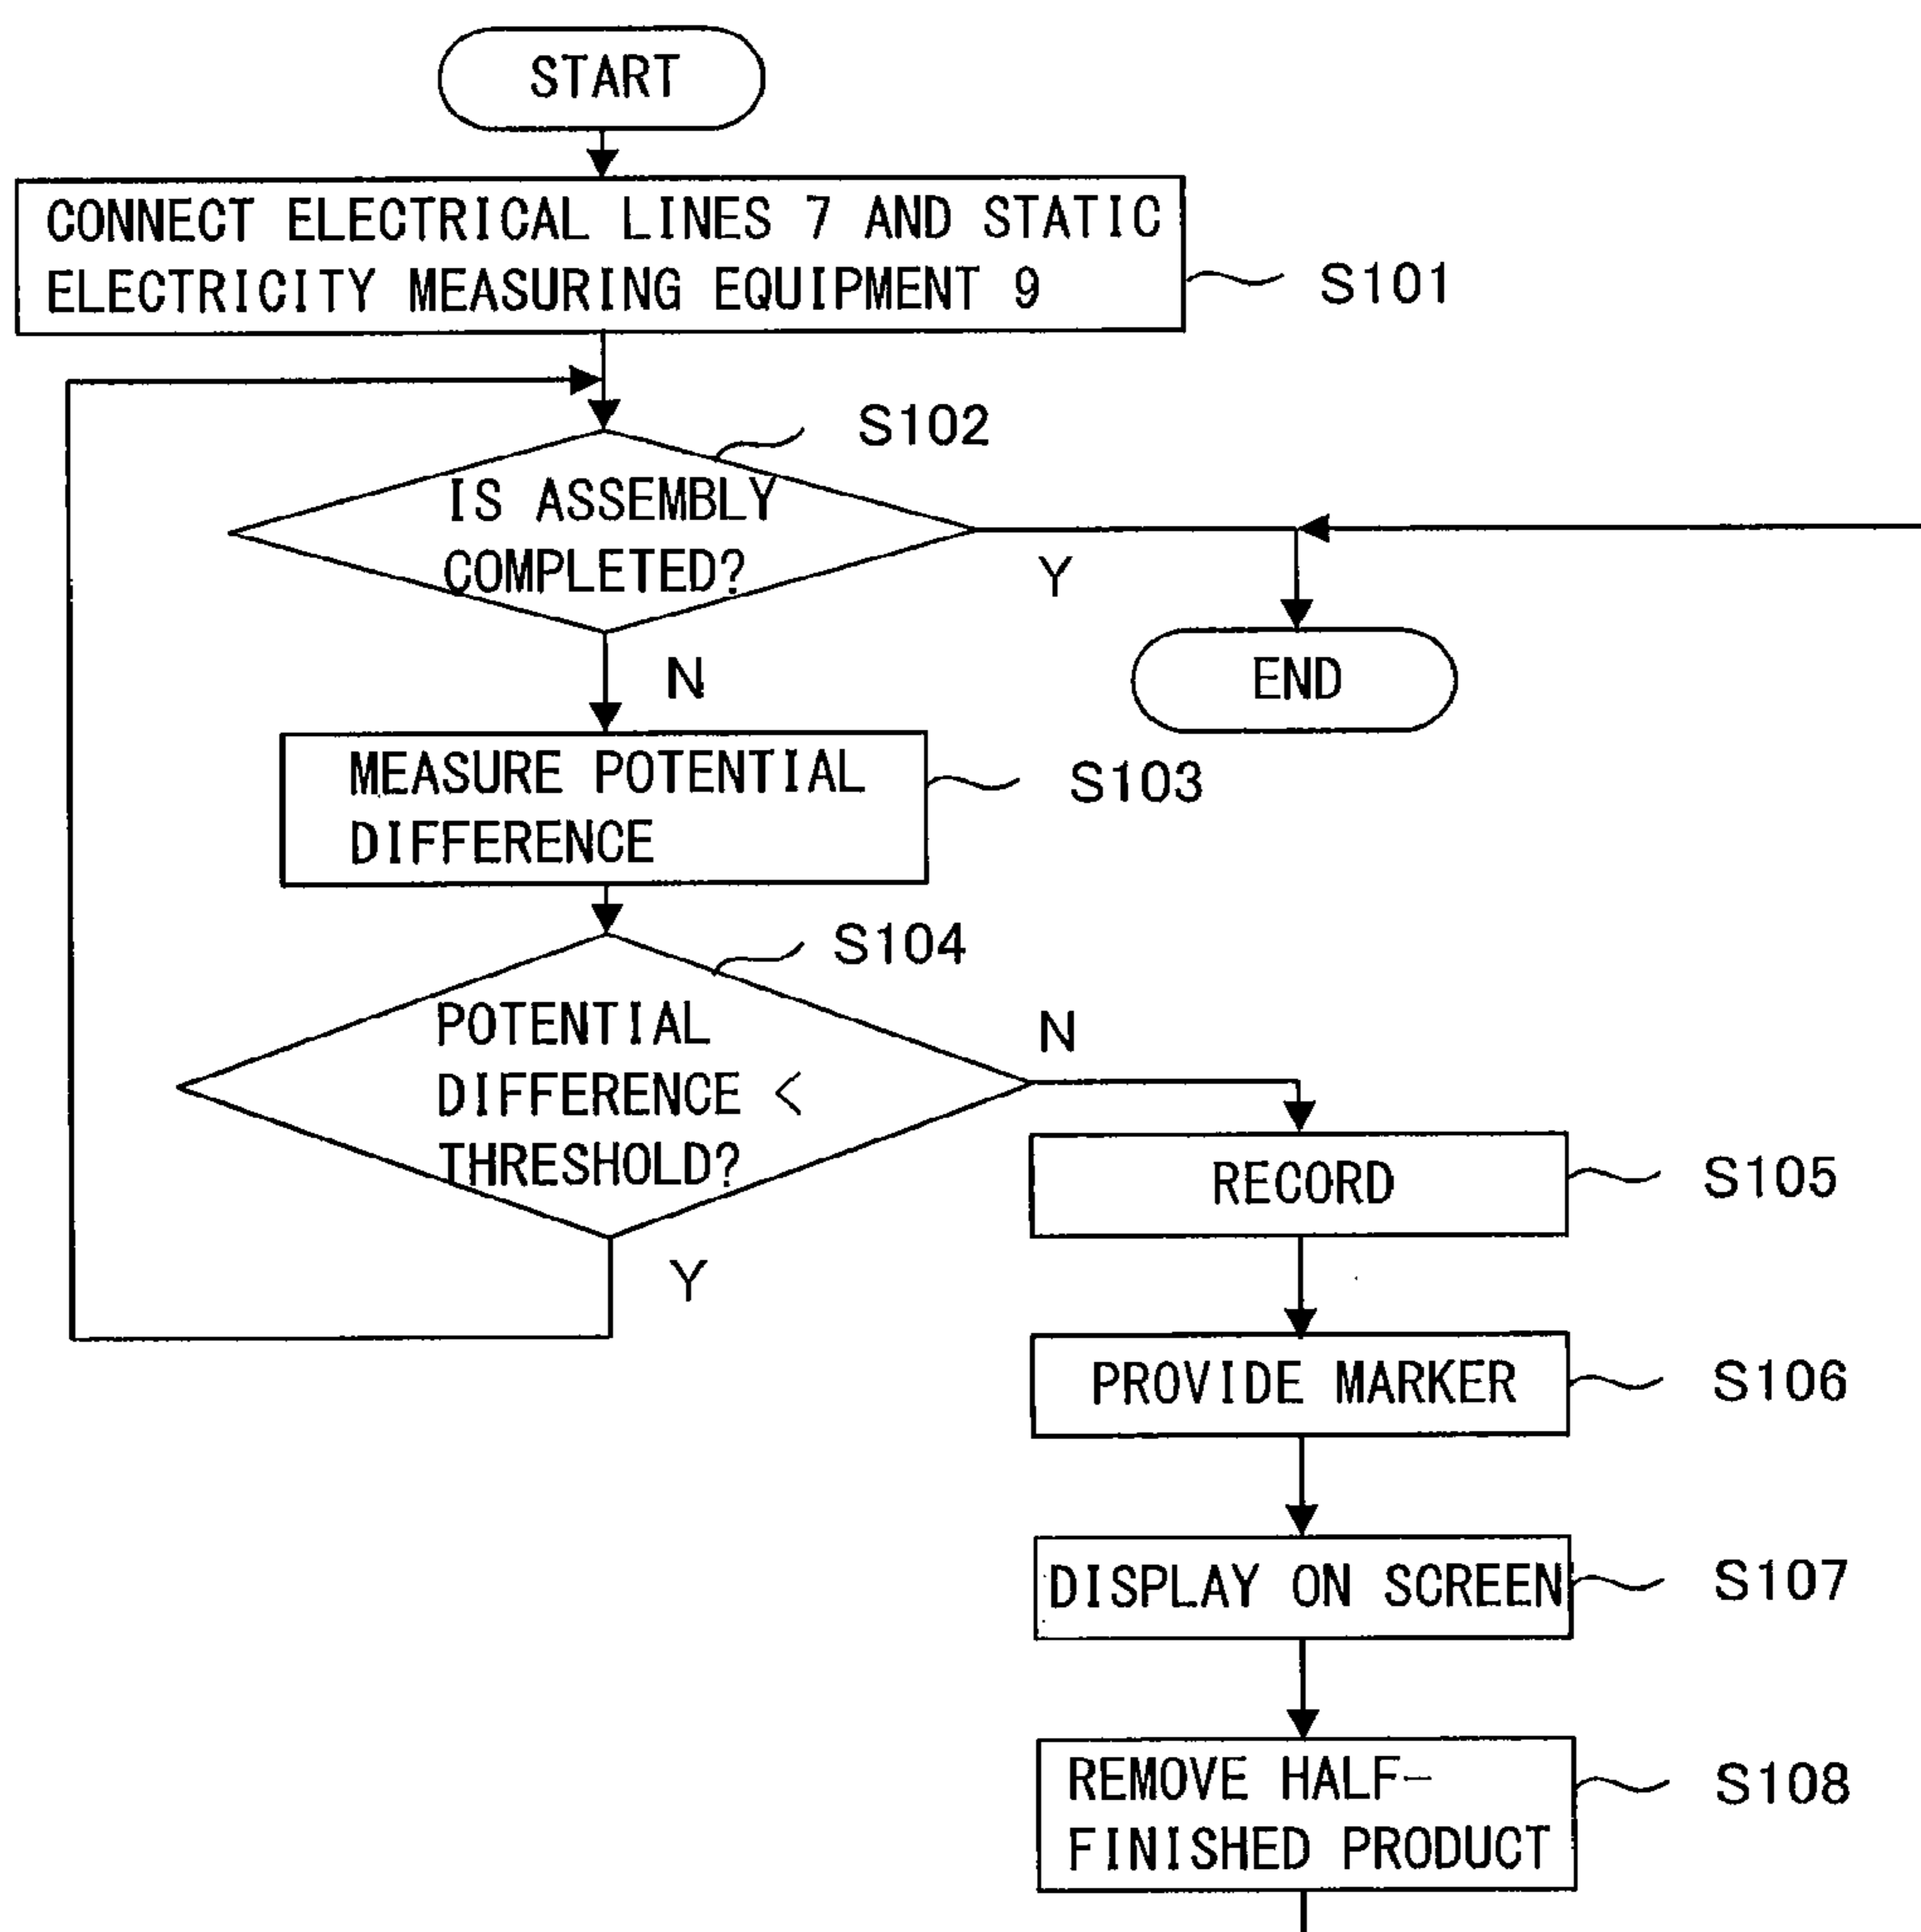 START
CONNECT ELECTRICAL LINES 7 AND STATIC
ELECTRICITY MEASURING EQUIPMENT 9
S101
S102
IS ASSEMBLY
COMPLETED?
Y
N
END
MEASURE POTENTIAL
DIFFERENCE
S103
S104
POTENTIAL
DIFFERENCE <
THRESHOLD?
N
Y
RECORD
S105
PROVIDE MARKER
S106
DISPLAY ON SCREEN
S107
REMOVE HALF-
FINISHED PRODUCT
S108